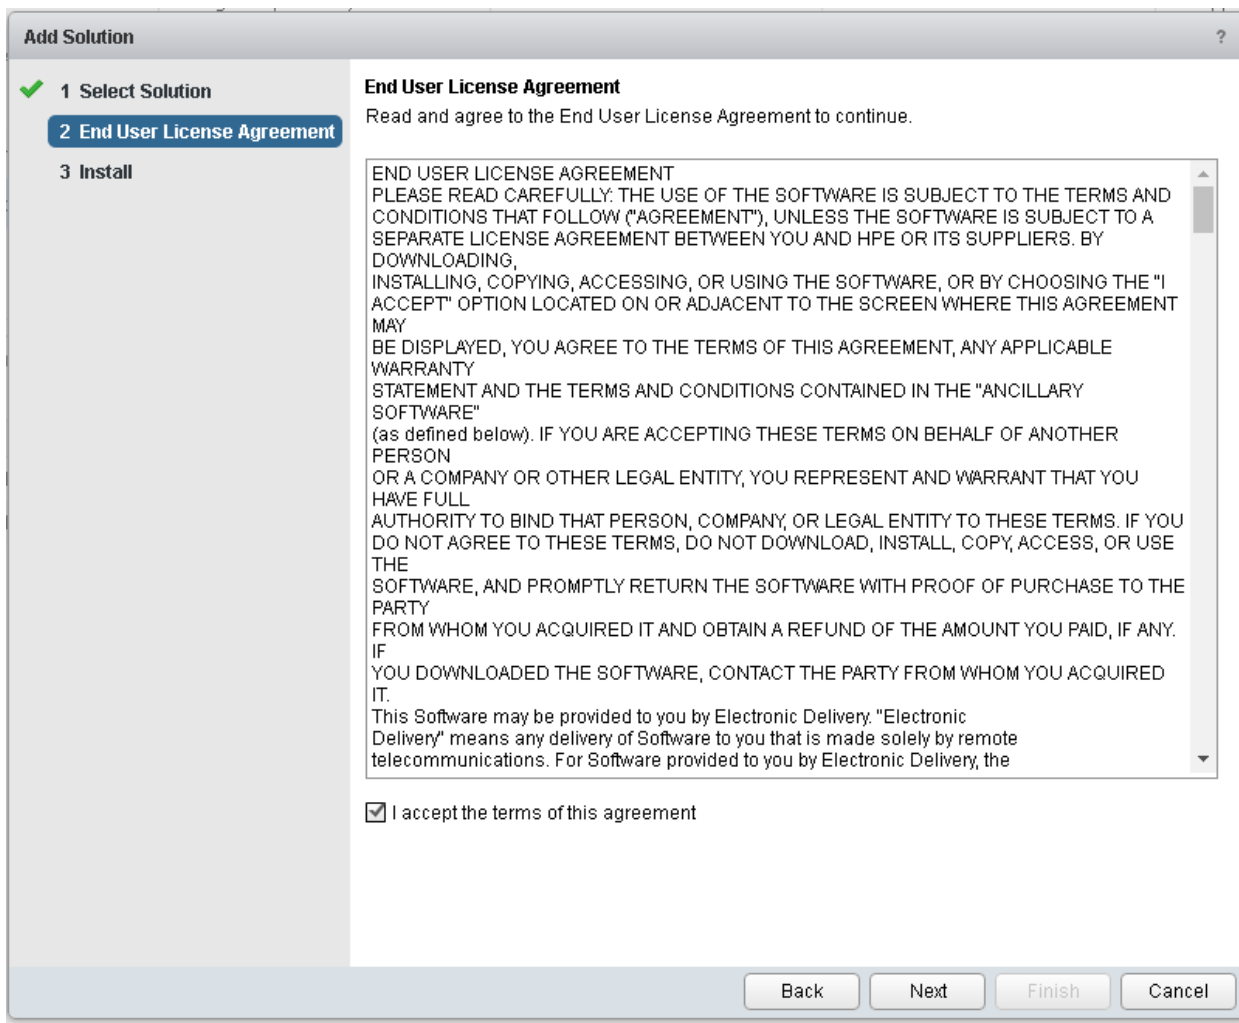 Add Solution
?
1 Select Solution
2 End User License Agreement
3 Install
End User License Agreement
Read and agree to the End User License Agreement to continue.
END USER LICENSE AGREEMENT
PLEASE READ CAREFULLY: THE USE OF THE SOFTWARE IS SUBJECT TO THE TERMS AND
CONDITIONS THAT FOLLOW ("AGREEMENT"), UNLESS THE SOFTWARE IS SUBJECT TO A
SEPARATE LICENSE AGREEMENT BETWEEN YOU AND HPE OR ITS SUPPLIERS. BY
DOWNLOADING,
INSTALLING, COPYING, ACCESSING, OR USING THE SOFTWARE, OR BY CHOOSING THE "I
ACCEPT" OPTION LOCATED ON OR ADJACENT TO THE SCREEN WHERE THIS AGREEMENT
MAY
BE DISPLAYED, YOU AGREE TO THE TERMS OF THIS AGREEMENT, ANY APPLICABLE
WARRANTY
STATEMENT AND THE TERMS AND CONDITIONS CONTAINED IN THE "ANCILLARY
SOFTWARE"
(as defined below). IF YOU ARE ACCEPTING THESE TERMS ON BEHALF OF ANOTHER
PERSON
OR A COMPANY OR OTHER LEGAL ENTITY, YOU REPRESENT AND WARRANT THAT YOU
HAVE FULL
AUTHORITY TO BIND THAT PERSON, COMPANY, OR LEGAL ENTITY TO THESE TERMS. IF YOU
DO NOT AGREE TO THESE TERMS, DO NOT DOWNLOAD, INSTALL, COPY, ACCESS, OR USE
THE
SOFTWARE, AND PROMPTLY RETURN THE SOFTWARE WITH PROOF OF PURCHASE TO THE
PARTY
FROM WHOM YOU ACQUIRED IT AND OBTAIN A REFUND OF THE AMOUNT YOU PAID, IF ANY.
IF
YOU DOWNLOADED THE SOFTWARE, CONTACT THE PARTY FROM WHOM YOU ACQUIRED
IT.
This Software may be provided to you by Electronic Delivery. "Electronic
Delivery" means any delivery of Software to you that is made solely by remote
telecommunications. For Software provided to you by Electronic Delivery, the
I accept the terms of this agreement
Back
Next
Finish
Cancel